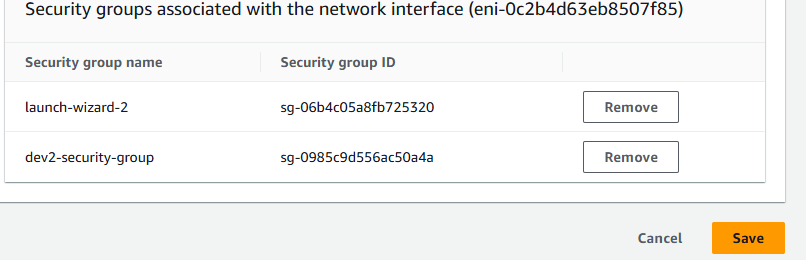 Security groups associated with the network interface (eni-0c2b4d63eb8507f85)
Security group name Security group ID
launch-wizard-2 sg-06b4c05a8fb725320 Remove
dev2-security-group sg-0985c9d556ac50a4a Remove
Cancel Save